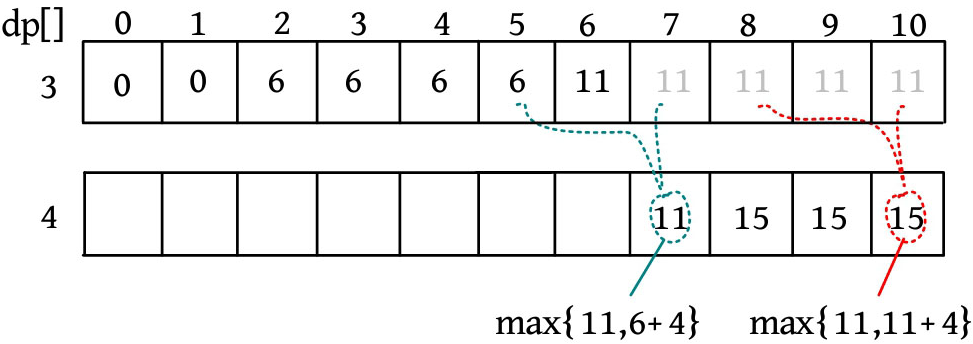 dp[] 0 1 2 3 4 5 6 7 8 9 10
3 0 0 6 6 6 6 11 11 11 11 11
4 11 15 15 15
max{11,6+4} max{11,11+4}